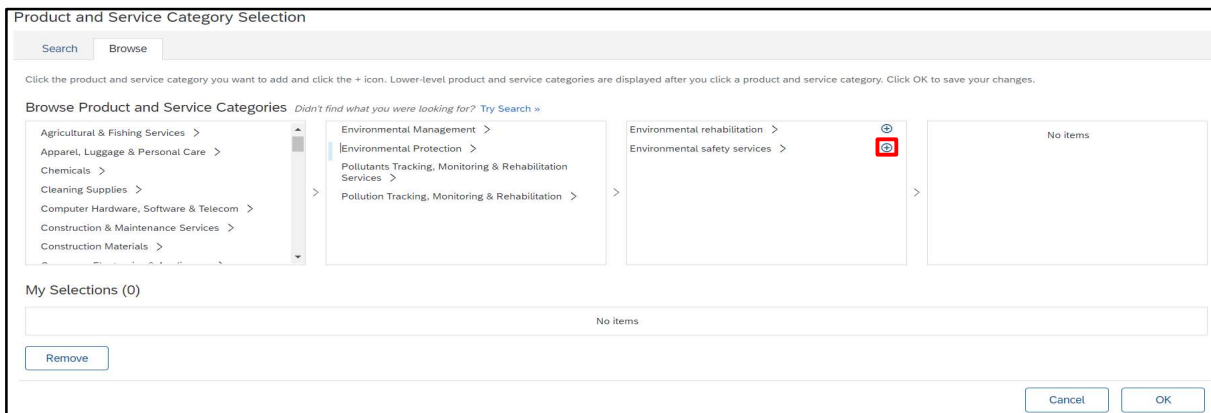 Product and Service Category Selection
Search
Browse
Click the product and service category you want to add and click the + icon. Lower-level product and service categories are displayed after you click a product and service category. Click OK to save your changes.
Browse Product and Service Categories Didn't find what you were looking for? Try Search »
Agricultural & Fishing Services >
Apparel, Luggage & Personal Care >
Chemicals >
Cleaning Supplies >
Computer Hardware, Software & Telecom >
Construction & Maintenance Services >
Construction Materials >
>
Environmental Management >
Environmental Protection >
Pollutants Tracking, Monitoring & Rehabilitation
Services >
Pollution Tracking, Monitoring & Rehabilitation >
>
Environmental rehabilitation >
Environmental safety services >
>
No items
My Selections (0)
No items
Remove
Cancel
OK